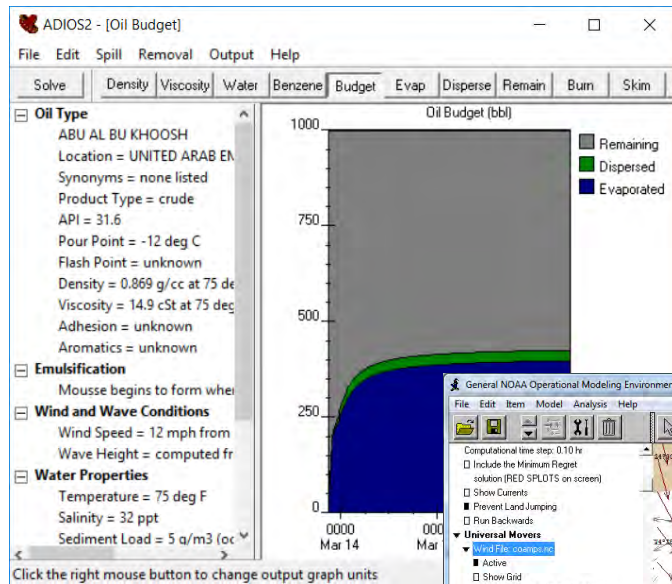 ADIOS2 - [Oil Budget]
File Edit Spill Removal Output Help
Solve Density Viscosity Water Benzene Budget Evap Disperse Remain Burn Skim
Oil Type
ABU AL BU KHOOSH
Location = UNITED ARAB
Synonyms = none listed
Product Type = crude
API = 31.6
Pour Point = -12 deg C
Flash Point = unknown
Density = 0.869 g/cc at 75 de
Viscosity = 14.9 cSt at 75 deg
Adhesion = unknown
Aromatics = unknown
Emulsification
Mousse begins to form whe
Wind and Wave Conditions
Wind Speed = 12 mph from
Wave Height = computed fr
Water Properties
Temperature = 75 deg F
Salinity = 32 ppt
Sediment Load = 5 g/m3 (oc
Click the right mouse button to change output graph units
Oil Budget (bbl)
1000
750
500
250
0
0000
Mar 14
000
Mar
Remaining
Dispersed
Evaporated
General NOAA Operational Modeling Environmen
File Edit Item Model Analysis Help
Computational time step: 0.10 hr
Include the Minimum Regret
solution (RED SPLOTS on screen)
Show Currents
Prevent Land Jumping
Run Backwards
Universal Movers
Wind File: coamps.nc
Active
Show Grid